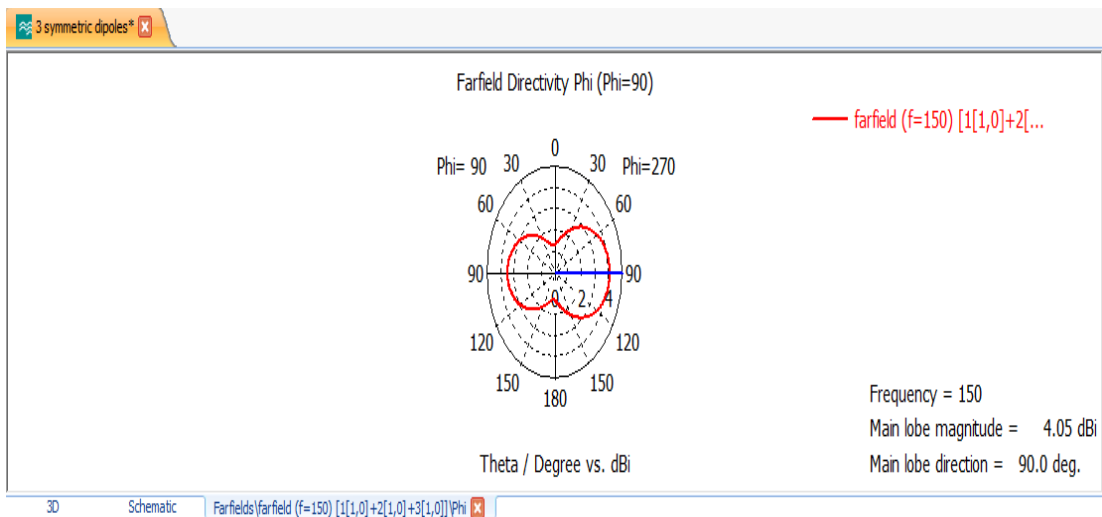 3 symmetric dipoles*
Farfield Directivity Phi (Phi=90)
farfield (f=150) [1[1,0]+2[...
0
Phi= 90 30 30 Phi=270
60 60
90 90
0 2 4
120 120
150 150
180
Frequency = 150
Main lobe magnitude = 4.05 dBi
Theta / Degree vs. dBi
Main lobe direction = 90.0 deg.
3D Schematic Farfields\farfield (f=150) [1[1,0]+2[1,0]+3[1,0]]\Phi